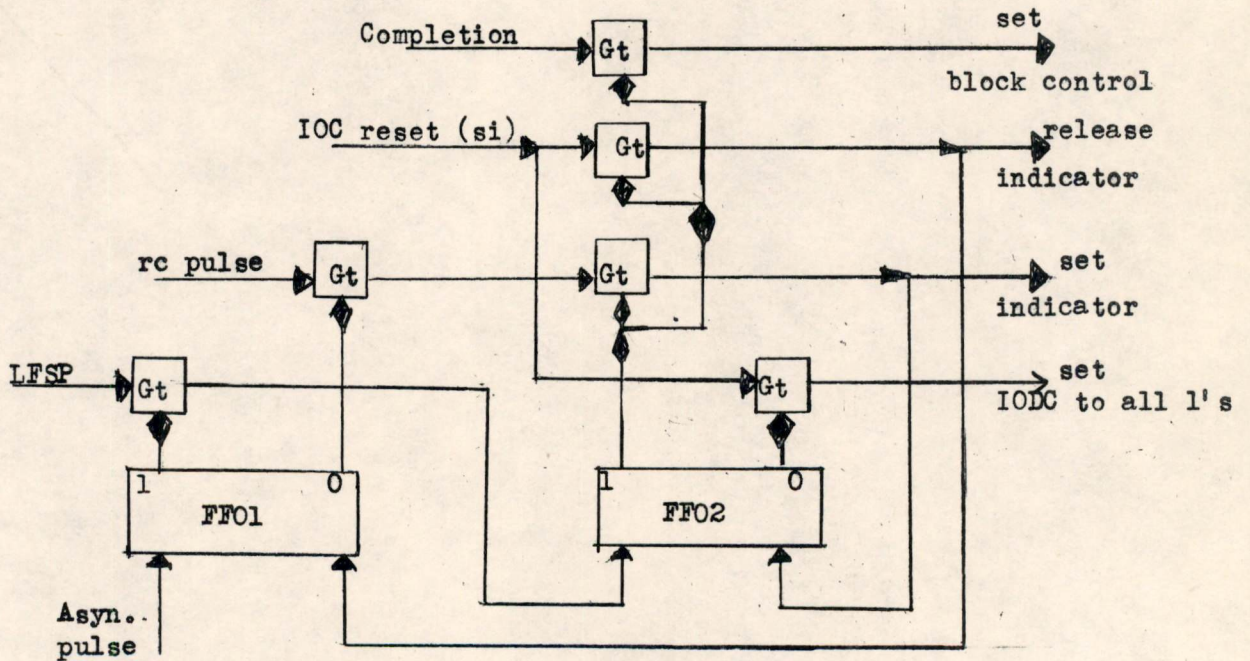 set
Completion
Gt
block control
IOC reset (si)
Gt
release
indicator
rc pulse
Gt
Gt
set
indicator
LFSP
Gt
Gt
set
IODC to all 1's
1
0
FF01
1
0
FF02
Asyn..
pulse